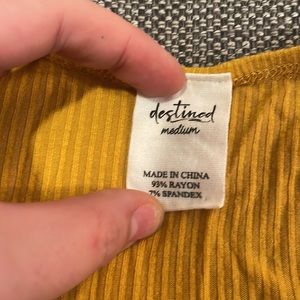 destined
medium
MADE IN CHINA
93% RAYON
7% SPANDEX